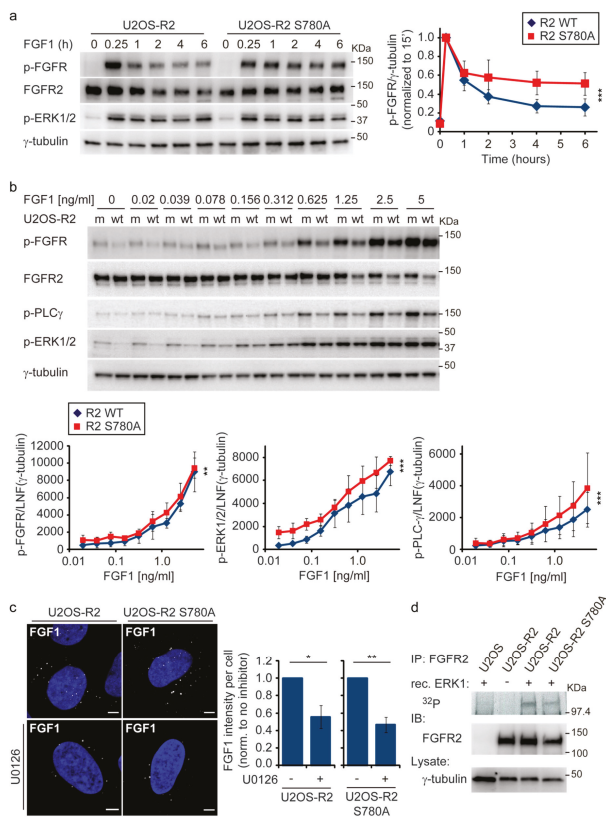 a
U2OS-R2 U2OS-R2 S780A
FGF1 (h) 0 0.25 1 2 4 6 0 0.25 1 2 4 6 KDa
p-FGFR 150
FGFR2 150
p-ERK1/2 50
37
γ-tubulin 50
R2 WT
R2 S780A
p-FGFR/γ-tubulin
(normalized to 15')
1.0
0.8
0.6
0.4
0.2
0
0 1 2 3 4 5 6
Time (hours)
***
b
FGF1 [ng/ml] 0 0.02 0.039 0.078 0.156 0.312 0.625 1.25 2.5 5
U2OS-R2 m wt m wt m wt m wt m wt m wt m wt m wt m wt m wt KDa
p-FGFR 150
FGFR2 150
p-PLCγ 150
50
p-ERK1/2 37
γ-tubulin 50
R2 WT
R2 S780A
p-FGFR/LNF(γ-tubulin)
12000
10000
8000
6000
4000
2000
0
0.01 0.1 1.0
FGF1 [ng/ml]
**
p-ERK1/2/LNF(γ-tubulin)
8000
6000
4000
2000
0
0.01 0.1 1.0
FGF1 [ng/ml]
***
p-PLC-γ/LNF(γ-tubulin)
8000
6000
4000
2000
0
0.01 0.1 1.0
FGF1 [ng/ml]
***
c
U2OS-R2 U2OS-R2 S780A
FGF1 FGF1
FGF1 FGF1
U0126
FGF1 intensity per cell
(norm. to no inhibitor)
1.2
1.0
0.8
0.6
0.4
0.2
0
* **
U0126 - + - +
U2OS-R2 U2OS-R2
S780A
d
U2OS U2OS-R2 U2OS-R2 U2OS-R2 S780A
IP: FGFR2
rec. ERK1: + - + + KDa
32P 97.4
IB:
FGFR2 150
100
Lysate:
γ-tubulin 50